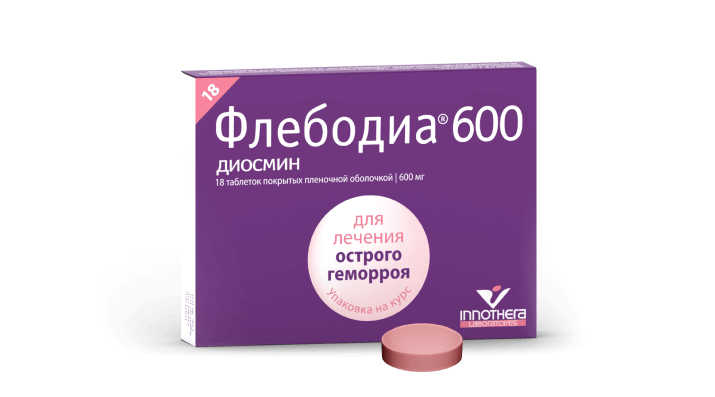 18
Флебодиа® 600
диосмин
18 таблеток покрытых пленочной оболочкой | 600 мг
для
лечения
острого
геморроя
Упаковка на курс
INNOTHERA
LABORATOIRES